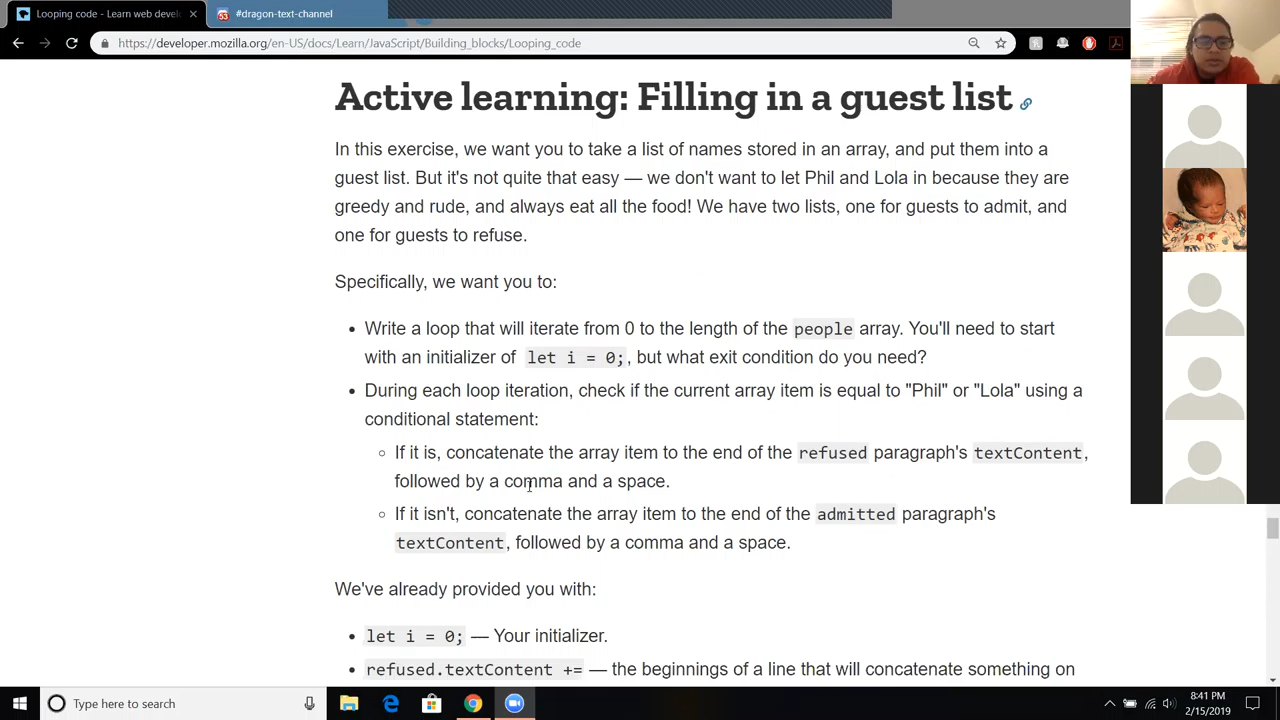 Looping code - Learn web devel
#dragon-text-channel
https://developer.mozilla.org/en-US/docs/Learn/JavaScript/Building_blocks/Looping_code
Active learning: Filling in a guest list
In this exercise, we want you to take a list of names stored in an array, and put them into a
guest list. But it's not quite that easy — we don't want to let Phil and Lola in because they are
greedy and rude, and always eat all the food! We have two lists, one for guests to admit, and
one for guests to refuse.
Specifically, we want you to:
• Write a loop that will iterate from 0 to the length of the people array. You'll need to start
with an initializer of let i = 0;, but what exit condition do you need?
• During each loop iteration, check if the current array item is equal to "Phil" or "Lola" using a
conditional statement:
◦ If it is, concatenate the array item to the end of the refused paragraph's textContent,
followed by a comma and a space.
◦ If it isn't, concatenate the array item to the end of the admitted paragraph's
textContent, followed by a comma and a space.
We've already provided you with:
• let i = 0; — Your initializer.
• refused.textContent += — the beginnings of a line that will concatenate something on
Type here to search
8:41 PM
2/15/2019